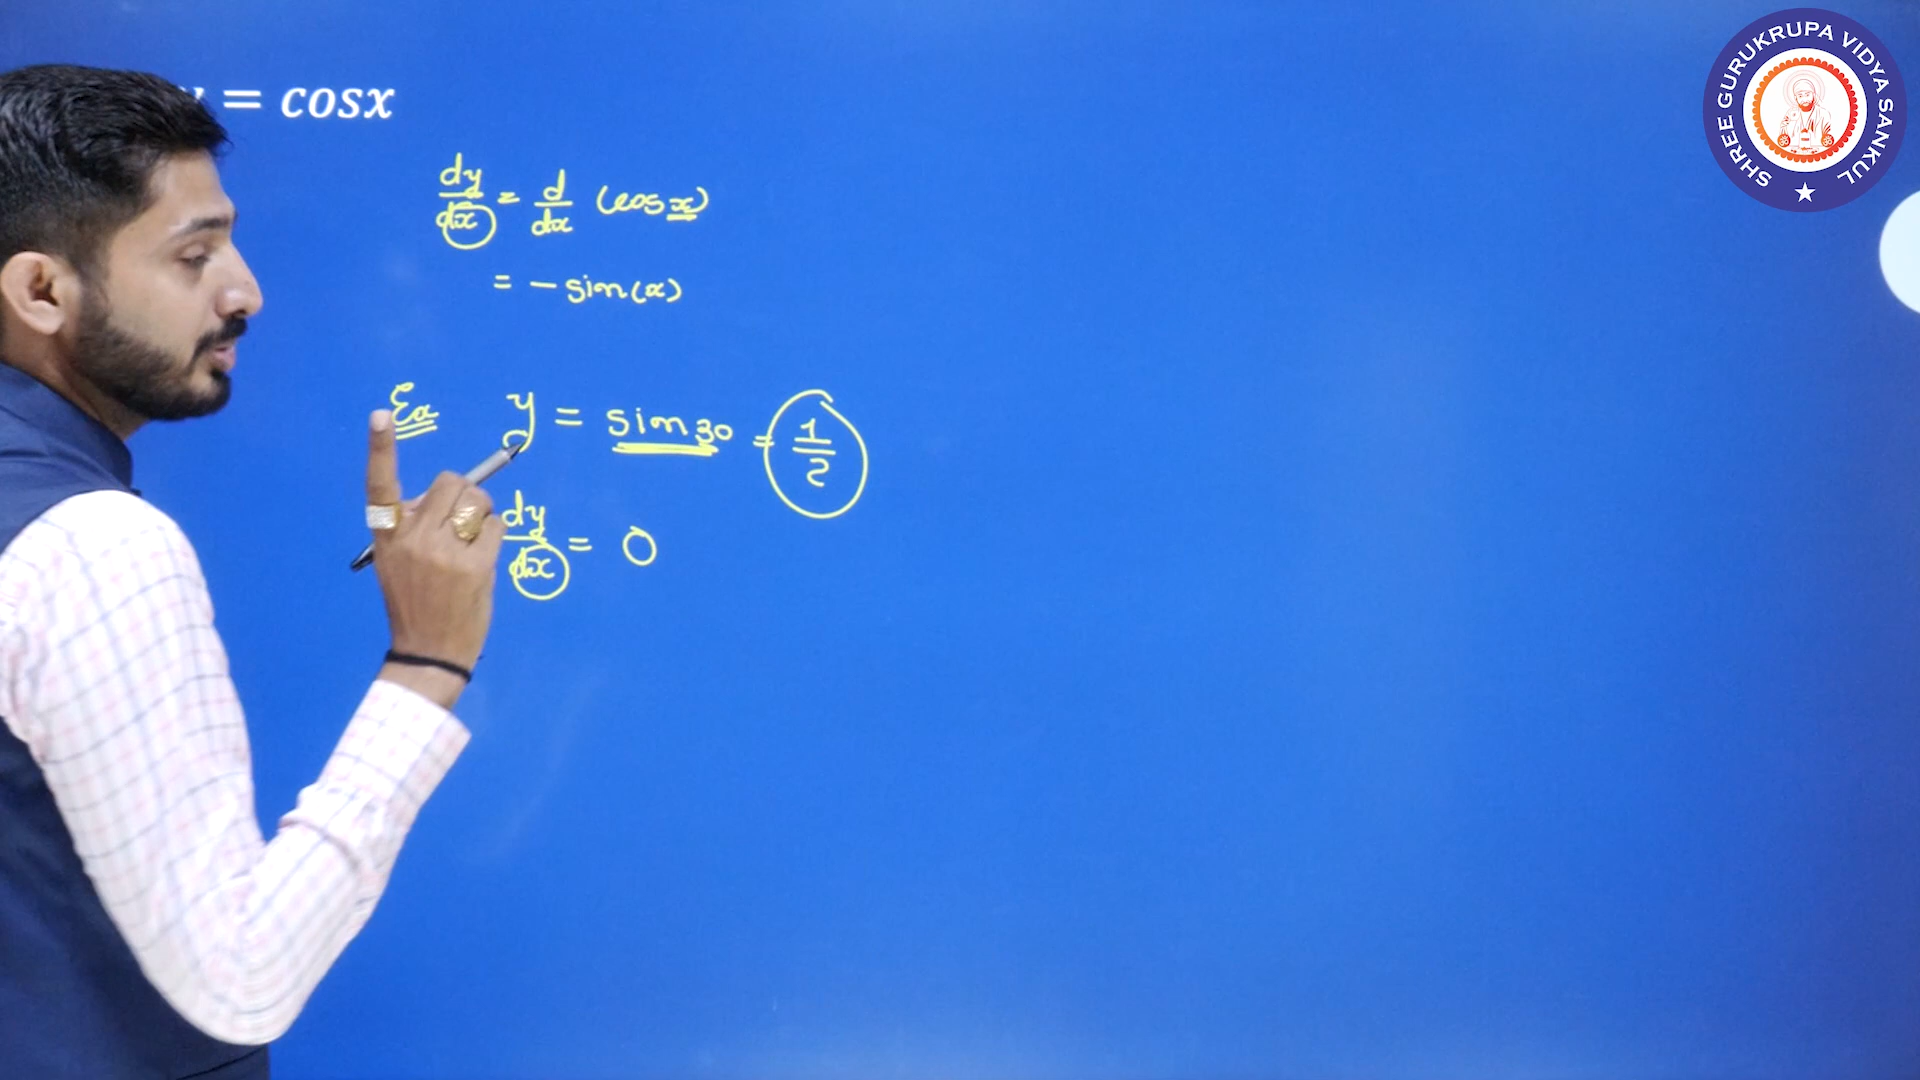 = cosx
dy/dx = d/dx (cos x)
= - sin(x)
Ex y = sin 30 = 1/2
dy/dx = 0
SHREE GURUKRUPA VIDYA SANKUL